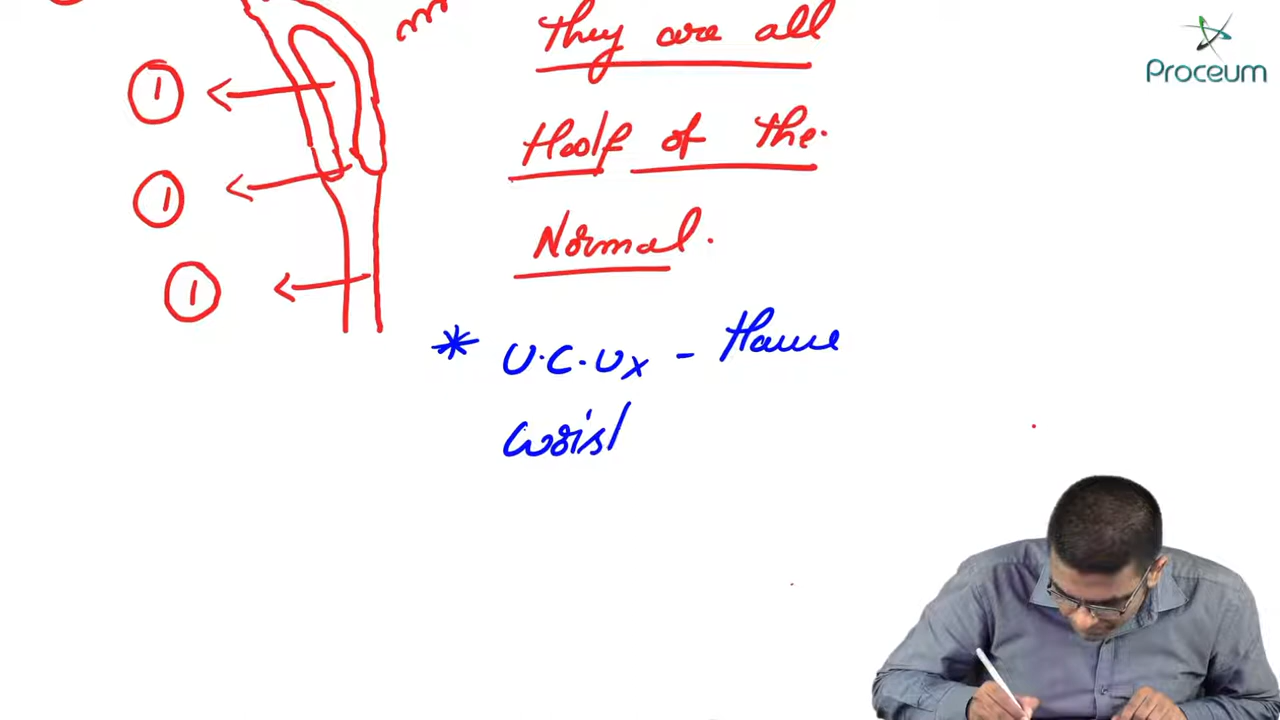 They are all
Half of the.
Normal.
1
1
1
* U.C.Ux - Have
wrist
Proceum